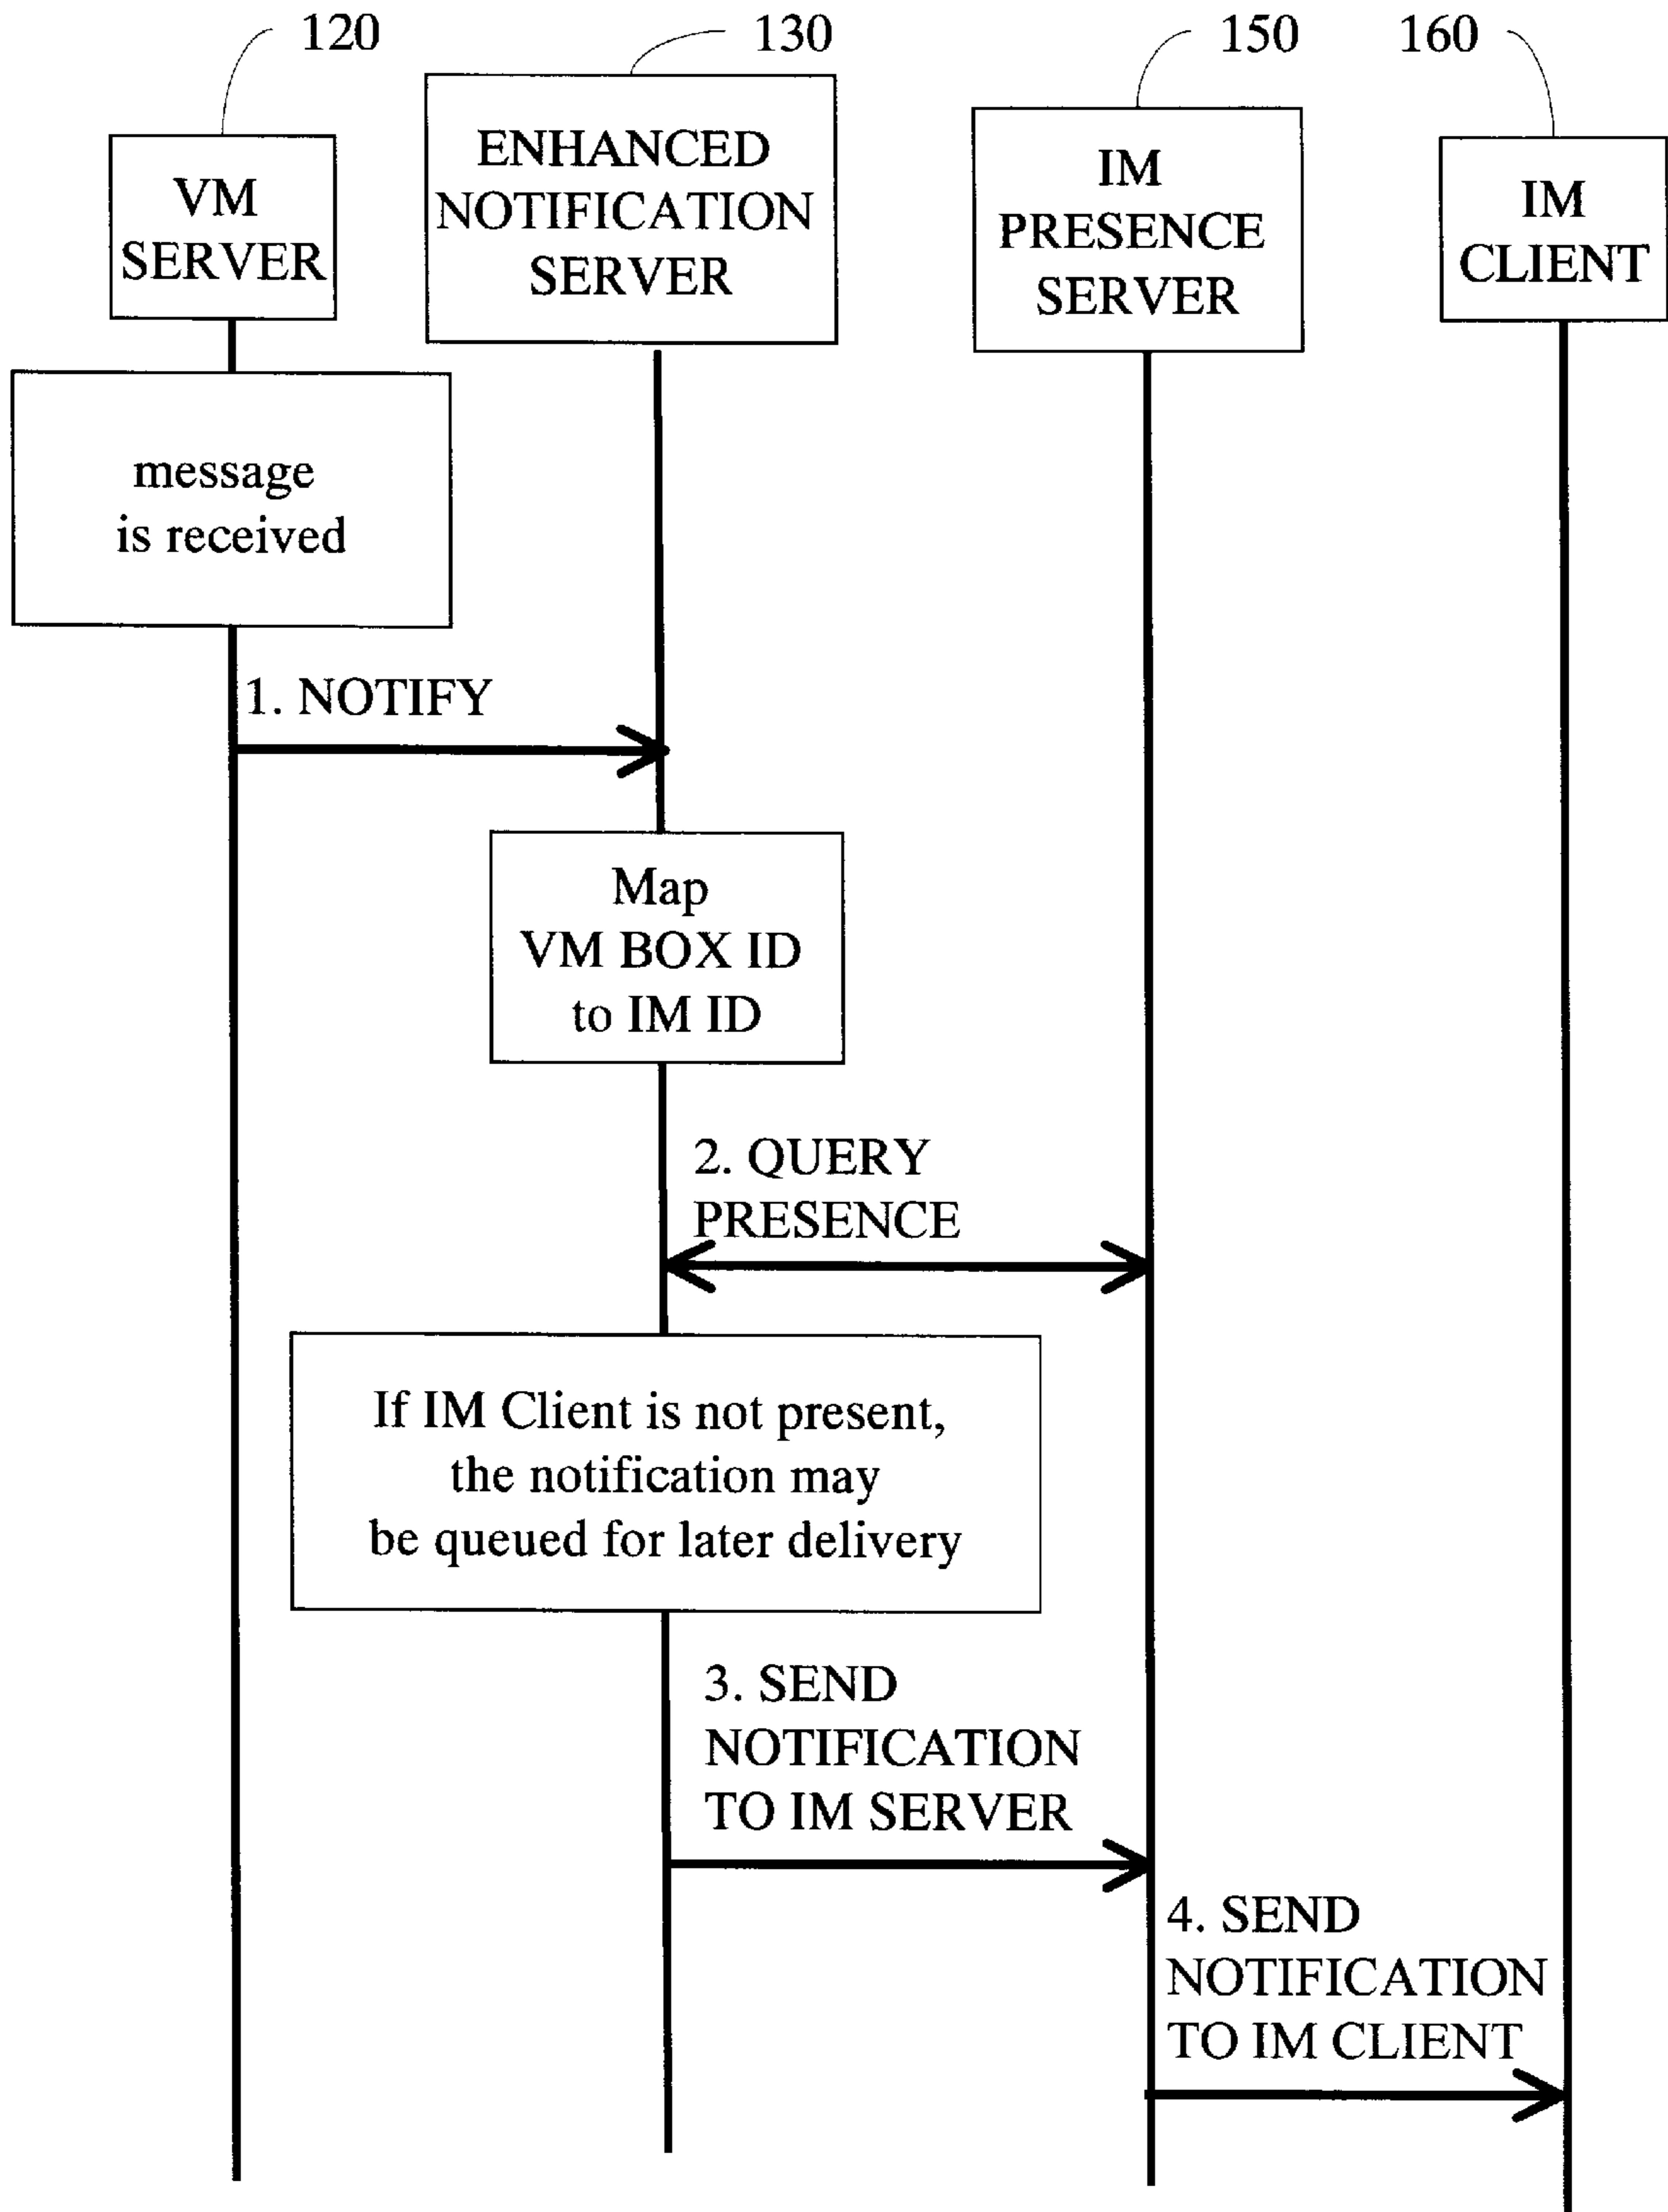 120
130
150
160
VM
SERVER
ENHANCED
NOTIFICATION
SERVER
IM
PRESENCE
SERVER
IM
CLIENT
message
is received
1. NOTIFY
Map
VM BOX ID
to IM ID
2. QUERY
PRESENCE
If IM Client is not present,
the notification may
be queued for later delivery
3. SEND
NOTIFICATION
TO IM SERVER
4. SEND
NOTIFICATION
TO IM CLIENT